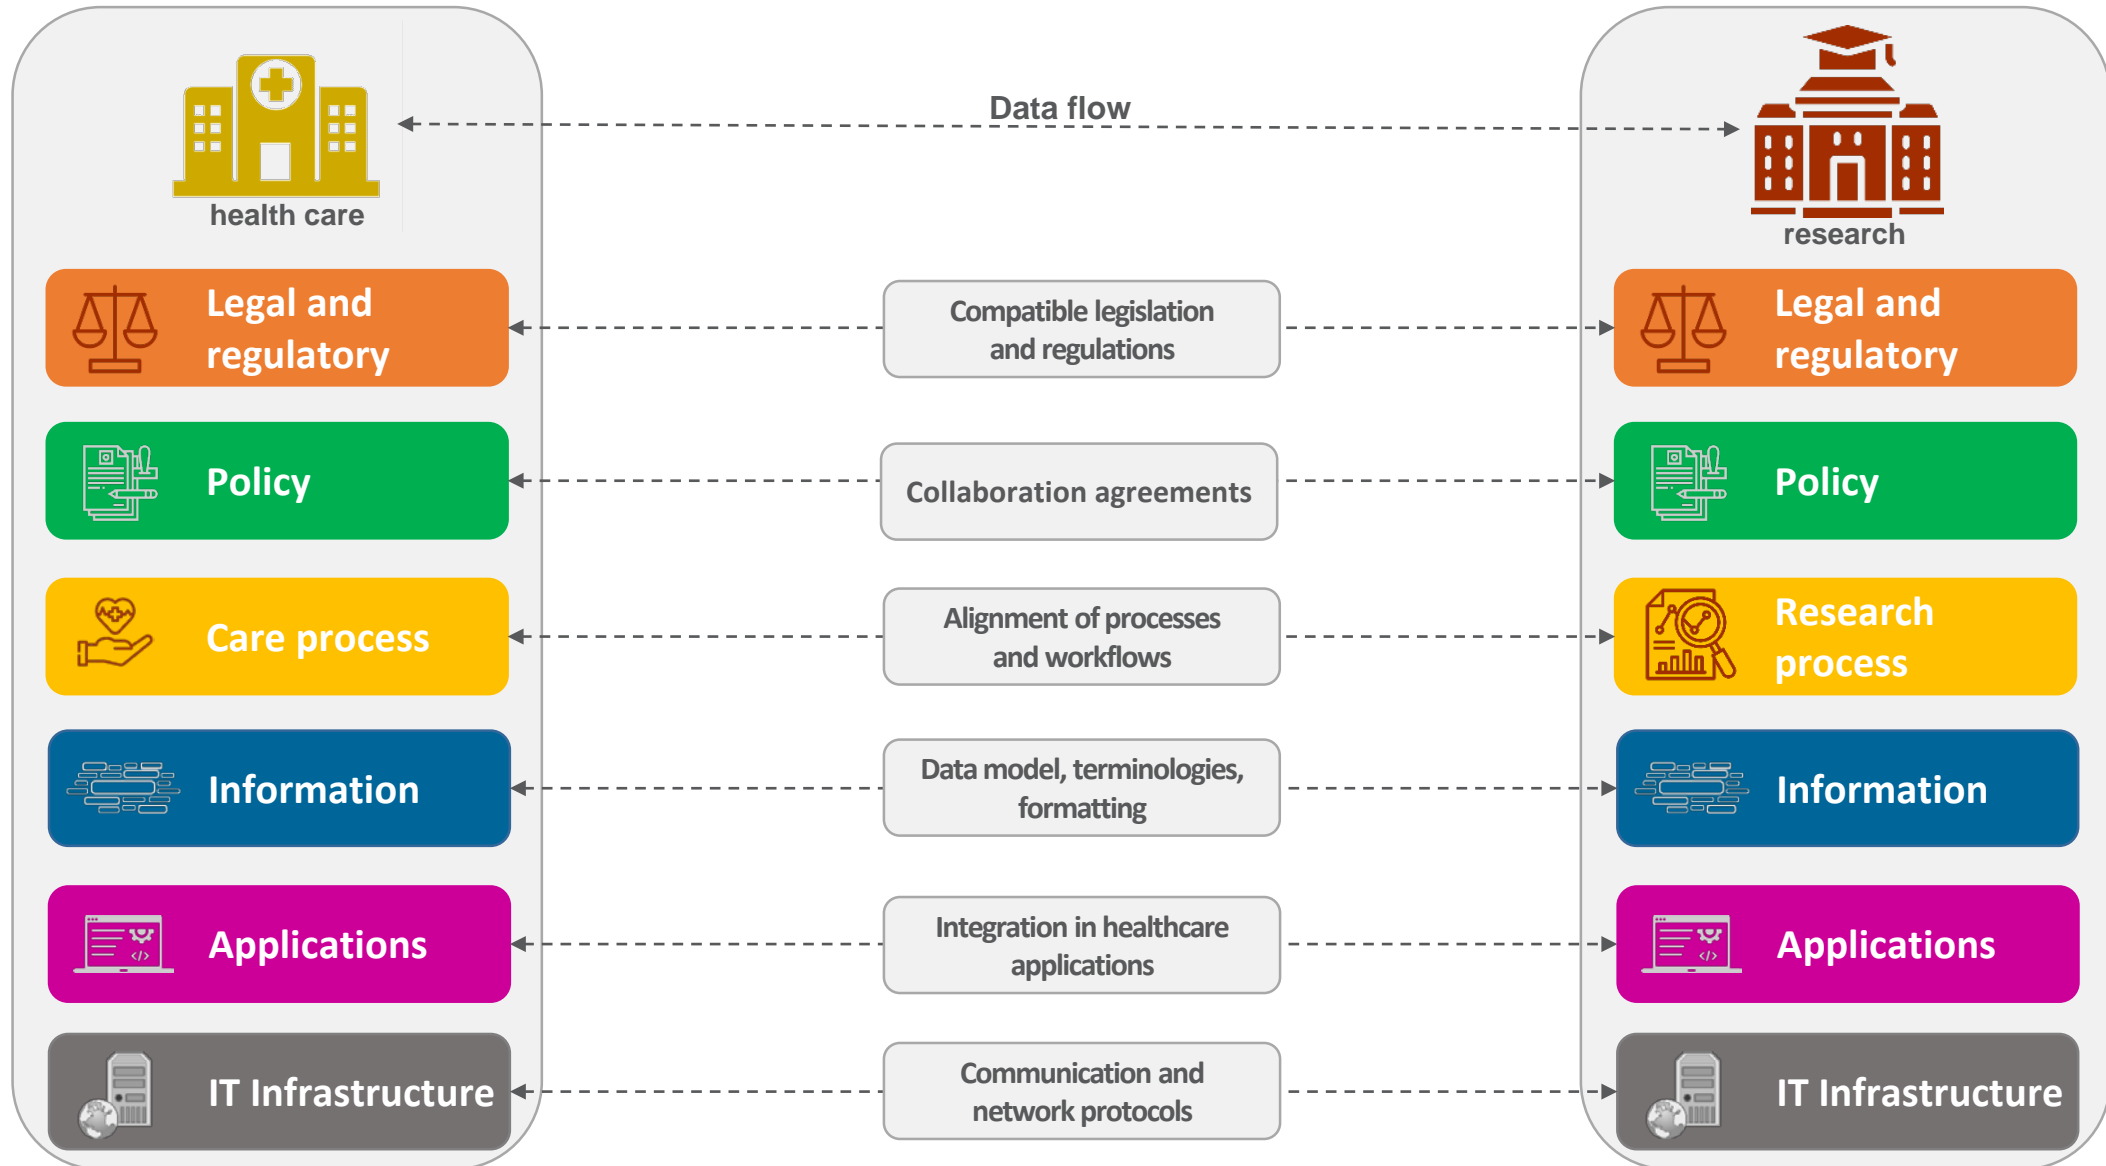 Data flow
health care
research
Legal and
regulatory
Compatible legislation
and regulations
Legal and
regulatory
Policy
Collaboration agreements
Policy
Care process
Alignment of processes
and workflows
Research
process
Information
Data model, terminologies,
formatting
Information
Applications
Integration in healthcare
applications
Applications
IT Infrastructure
Communication and
network protocols
IT Infrastructure